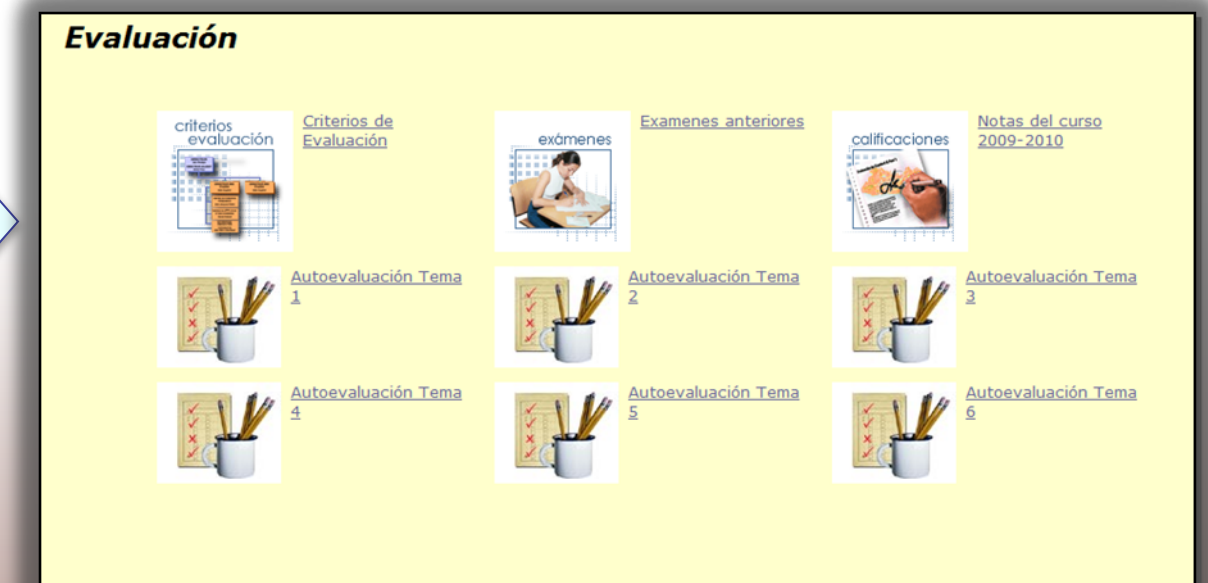 Evaluación
criterios
evaluación
Criterios de
Evaluación
exámenes
Examenes anteriores
calificaciones
Notas del curso
2009-2010
Autoevaluación Tema
1
Autoevaluación Tema
2
Autoevaluación Tema
3
Autoevaluación Tema
4
Autoevaluación Tema
5
Autoevaluación Tema
6